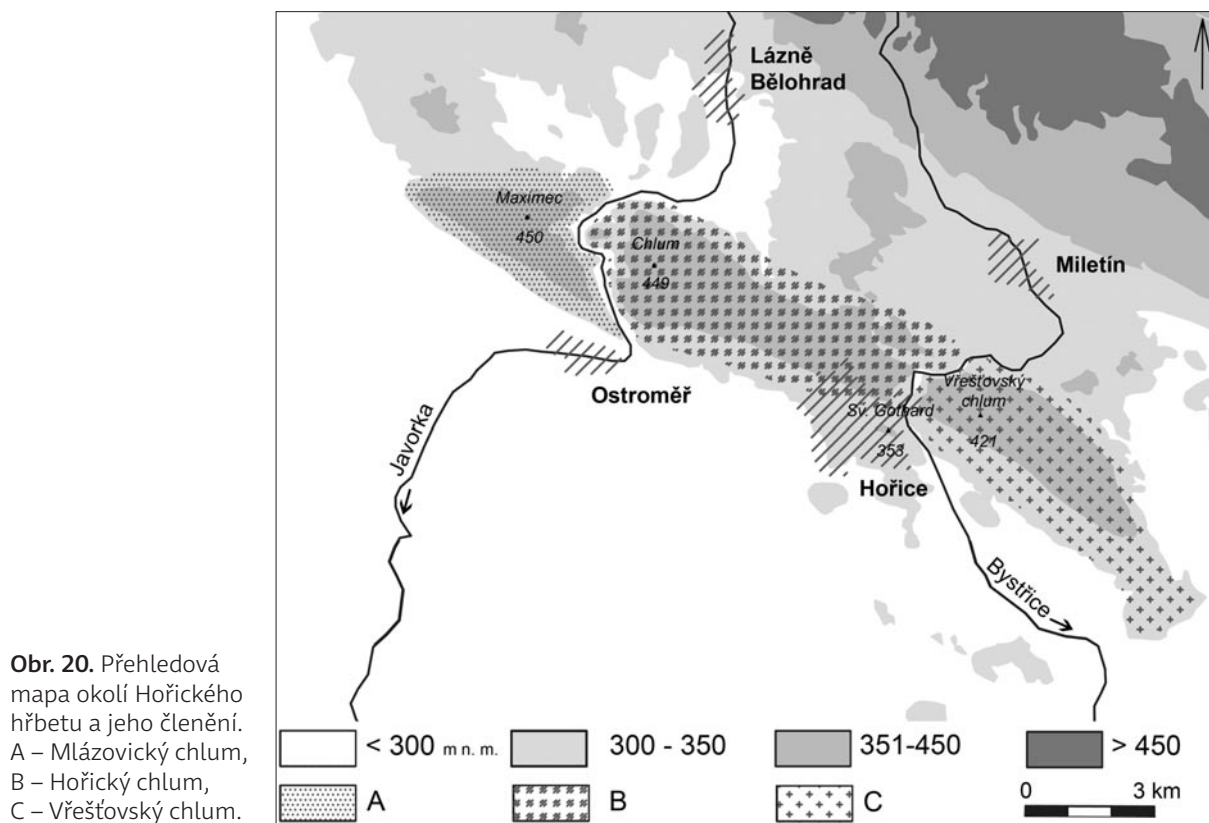 Lázně
Bělohrad
Maxímec
450
Chlum
449
Miletín
Ostroměř
Vřešťovský
chlum
421
Sv. Gothard
353
Hořice
Javorka
Bystřice
Obr. 20. Přehledová
mapa okolí Hořického
hřbetu a jeho členění.
A – Mlázovický chlum,
B – Hořický chlum,
C – Vřešťovský chlum.
< 300 m n. m.
300 - 350
351-450
> 450
A
B
C
0 3 km